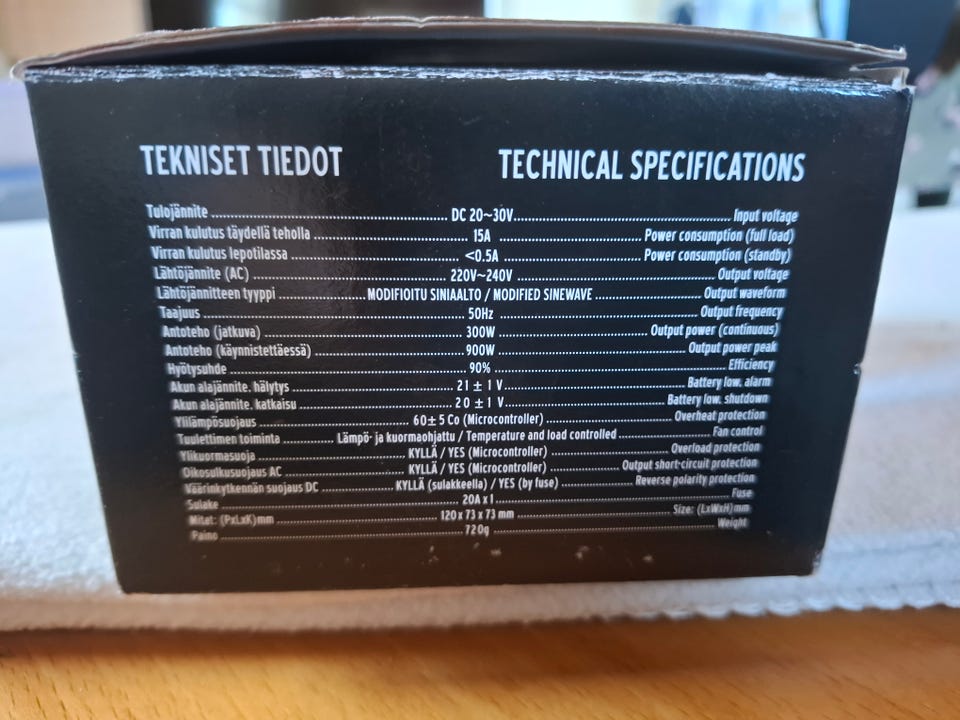 TEKNISET TIEDOT TECHNICAL SPECIFICATIONS
Tulojännite DC 20~30V Input voltage
Virran kulutus täydellä teholla 15A Power consumption (full load)
Virran kulutus lepotilassa <0.5A Power consumption (standby)
Lähtöjännite (AC) 220V~240V Output voltage
Lähtöjännitteen tyyppi MODIFIOITU SINIAALTO / MODIFIED SINEWAVE Output waveform
Taajuus 50Hz Output frequency
Antoteho (jatkuva) 300W Output power (continuous)
Antoteho (käynnistettäessä) 900W Output power peak
Hyötysuhde 90% Efficiency
Akun alajännite. hälytys 21 ± 1 V Battery low. alarm
Akun alajännite. katkaisu 20 ± 1 V Battery low. shutdown
Ylilämpösuojaus 60± 5 Co (Microcontroller) Overheat protection
Tuulettimen toiminta Lämpö- ja kuormaohjattu / Temperature and load controlled Fan control
Ylikuormasuoja KYLLÄ / YES (Microcontroller) Overload protection
Oikosulkusuojaus AC KYLLÄ / YES (Microcontroller) Output short-circuit protection
Väärinkytkennän suojaus DC KYLLÄ (sulakkeella) / YES (by fuse) Reverse polarity protection
Sulake 20A x 1 Fuse
Mitat: (PxLxK)mm 120 x 73 x 73 mm Size: (LxWxH)mm
Paino 720g Weight